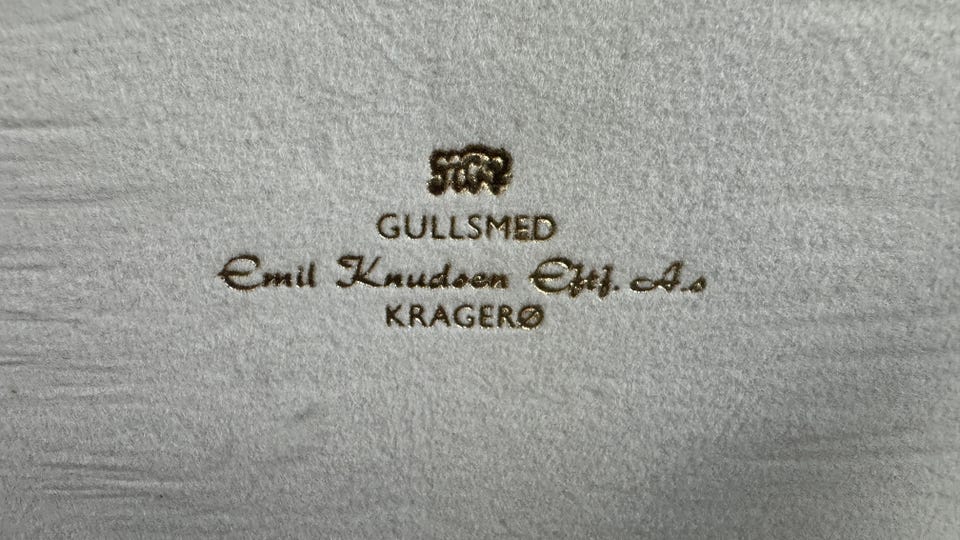 GULLSMED
Emil Knudsen Eftf. A.s
KRAGERØ